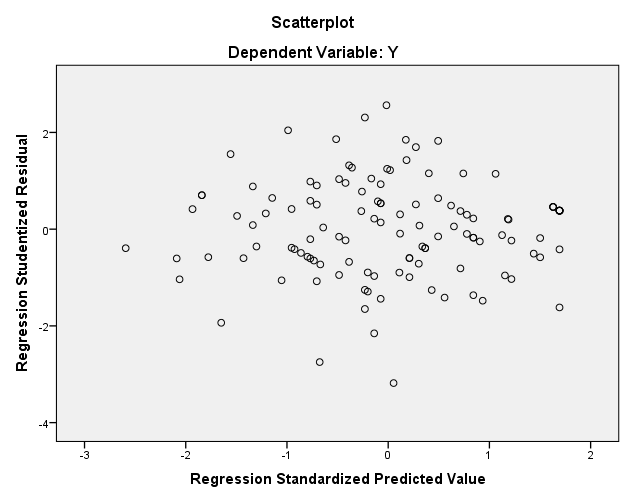 Scatterplot
Dependent Variable: Y
Regression Studentized Residual
2
0
-2
-4
-3
-2
-1
0
1
2
Regression Standardized Predicted Value